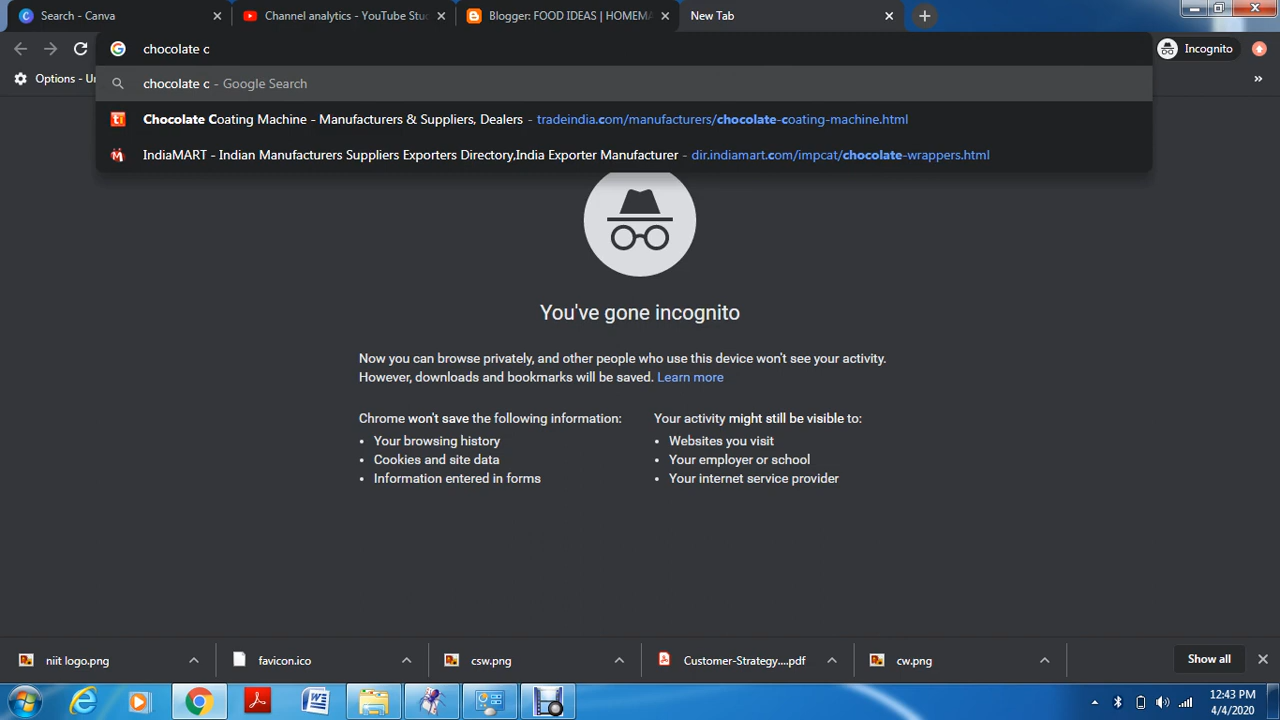 Search - Canva
Channel analytics - YouTube Stu
Blogger: FOOD IDEAS | HOMEMA
New Tab
chocolate c
Incognito
Options - Un
»
chocolate c - Google Search
Chocolate Coating Machine - Manufacturers & Suppliers, Dealers - tradeindia.com/manufacturers/chocolate-coating-machine.html
IndiaMART - Indian Manufacturers Suppliers Exporters Directory,India Exporter Manufacturer - dir.indiamart.com/impcat/chocolate-wrappers.html
You've gone incognito
Now you can browse privately, and other people who use this device won't see your activity.
However, downloads and bookmarks will be saved. Learn more
Chrome won't save the following information:
• Your browsing history
• Cookies and site data
• Information entered in forms
Your activity might still be visible to:
• Websites you visit
• Your employer or school
• Your internet service provider
niit logo.png
favicon.ico
csw.png
Customer-Strategy....pdf
cw.png
Show all
12:43 PM
4/4/2020